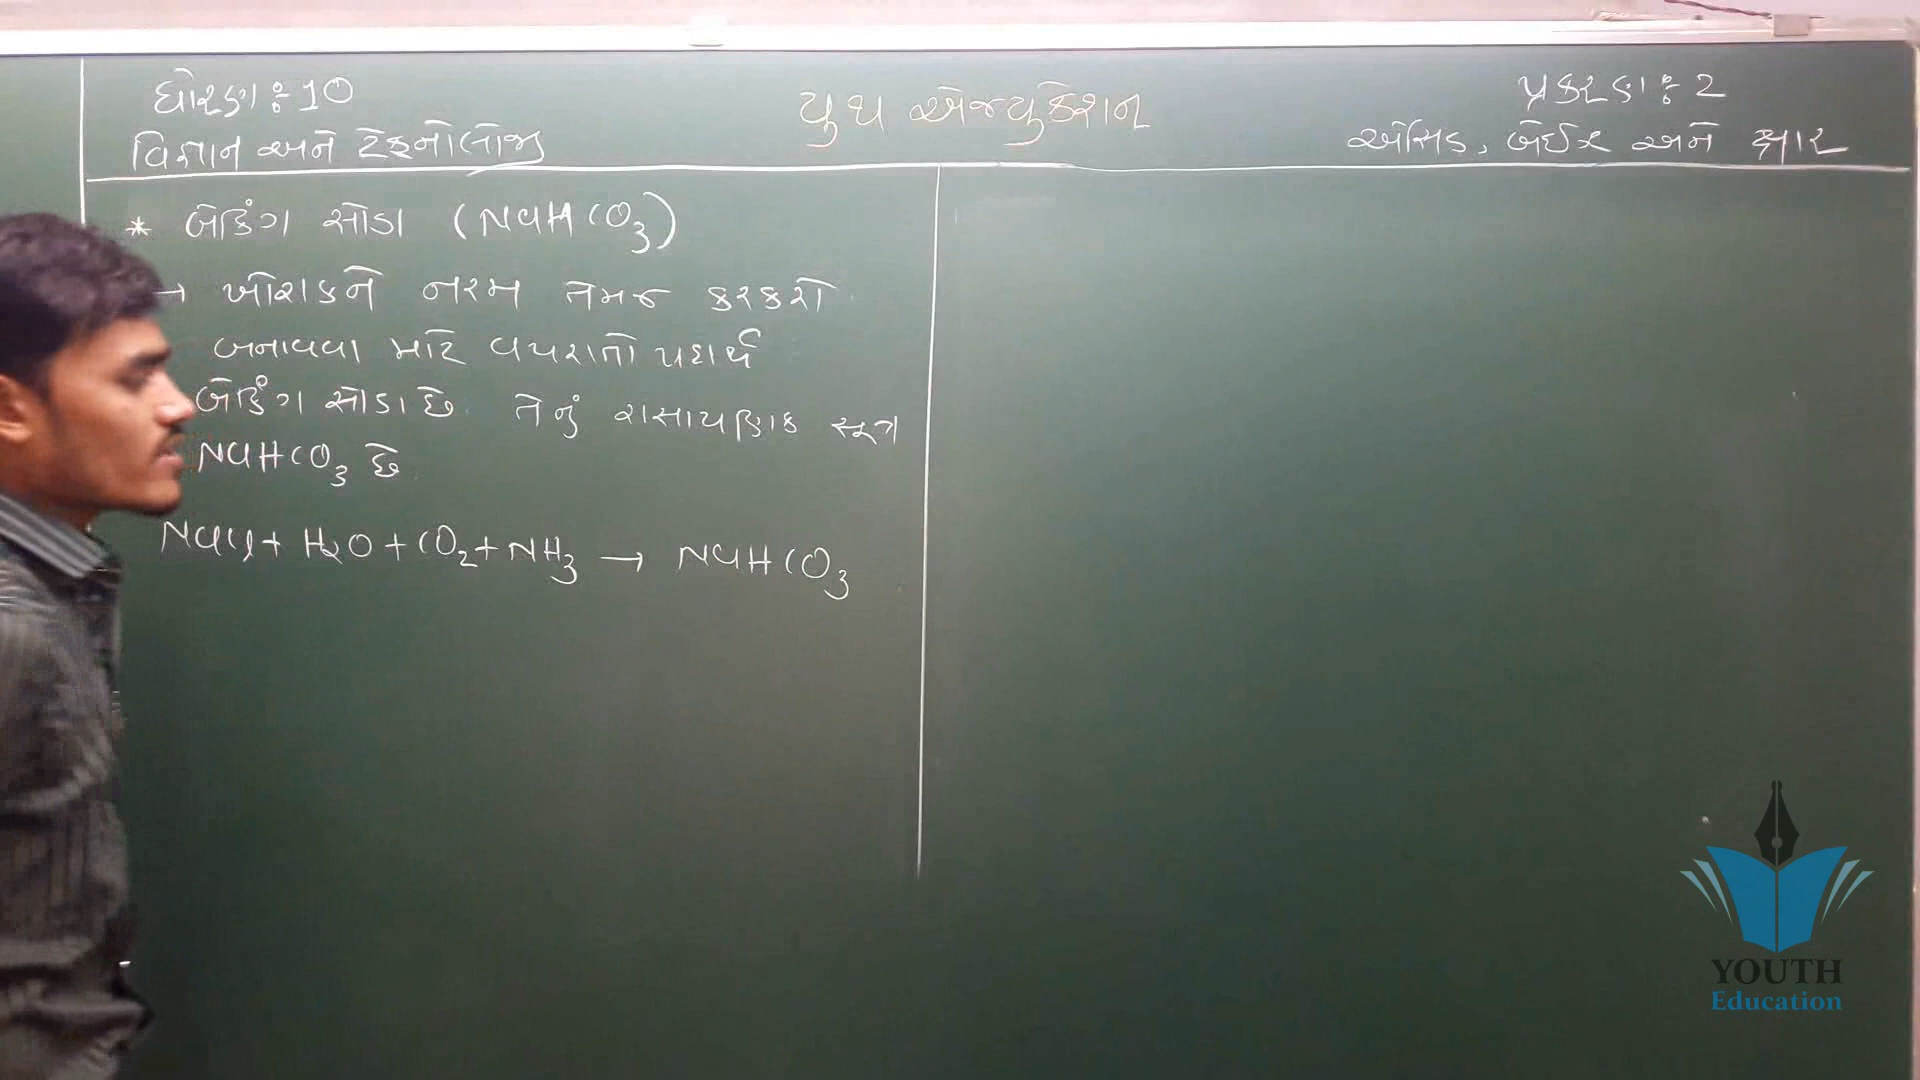 ધોરણ : 10
વિજ્ઞાન અને ટેકનોલોજી
યુથ એજ્યુકેશન
પ્રકરણ : 2
એસિડ, બેઈઝ અને ક્ષાર
* બેકિંગ સોડા (NaHCO₃)
→ ખોરાકને નરમ તેમજ કરકરો
બનાવવા માટે વપરાતો પદાર્થ
બેકિંગ સોડા છે. તેનું રાસાયણિક સૂત્ર
NaHCO₃ છે.
NaCl + H₂O + CO₂ + NH₃ → NaHCO₃
YOUTH
Education